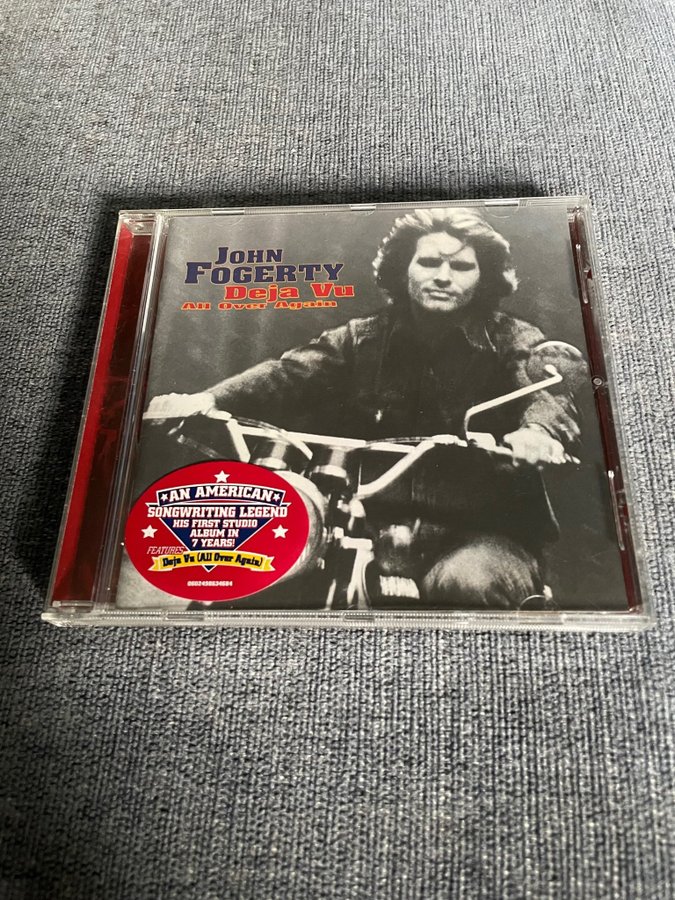 JOHN
FOGERTY
Deja Vu
All Over Again
AN AMERICAN
SONGWRITING LEGEND
HIS FIRST STUDIO
ALBUM IN
7 YEARS!
FEATURES
Deja Vu (All Over Again)
0602498634684